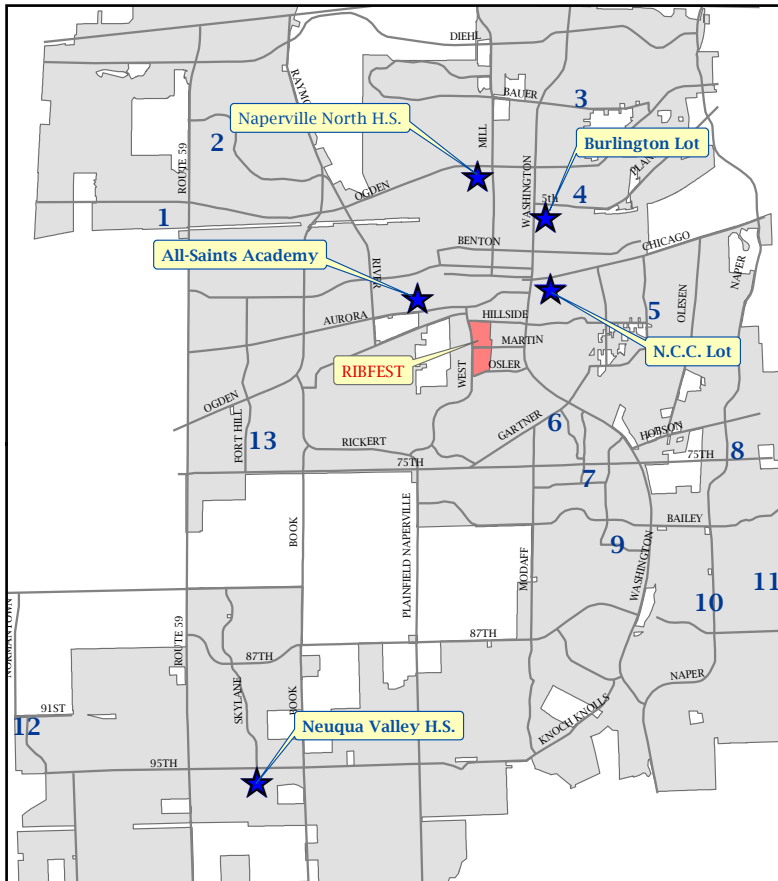 DIEHL
RAYMO
BAUER
3
Naperville North H.S.
MILL
2
Burlington Lot
ROUTE 59
WASHINGTON
PLAN
OGDEN
5th
4
1
BENTON
CHICAGO
All-Saints Academy
RIVER
NAPER
OLESEN
HILLSIDE
5
AURORA
MARTIN
N.C.C. Lot
RIBFEST
WEST
OSLER
OGDEN
GARTNER
6
HOBSON
FORT HILL
13
RICKERT
75TH
75TH
8
7
BAILEY
BOOK
PLAINFIELD NAPERVILLE
MODAFF
9
WASHINGTON
10
11
NORMANTOWN
ROUTE 59
87TH
87TH
NAPER
SKYLANE
BOOK
91ST
12
Neuqua Valley H.S.
KNOCH KNOLLS
95TH